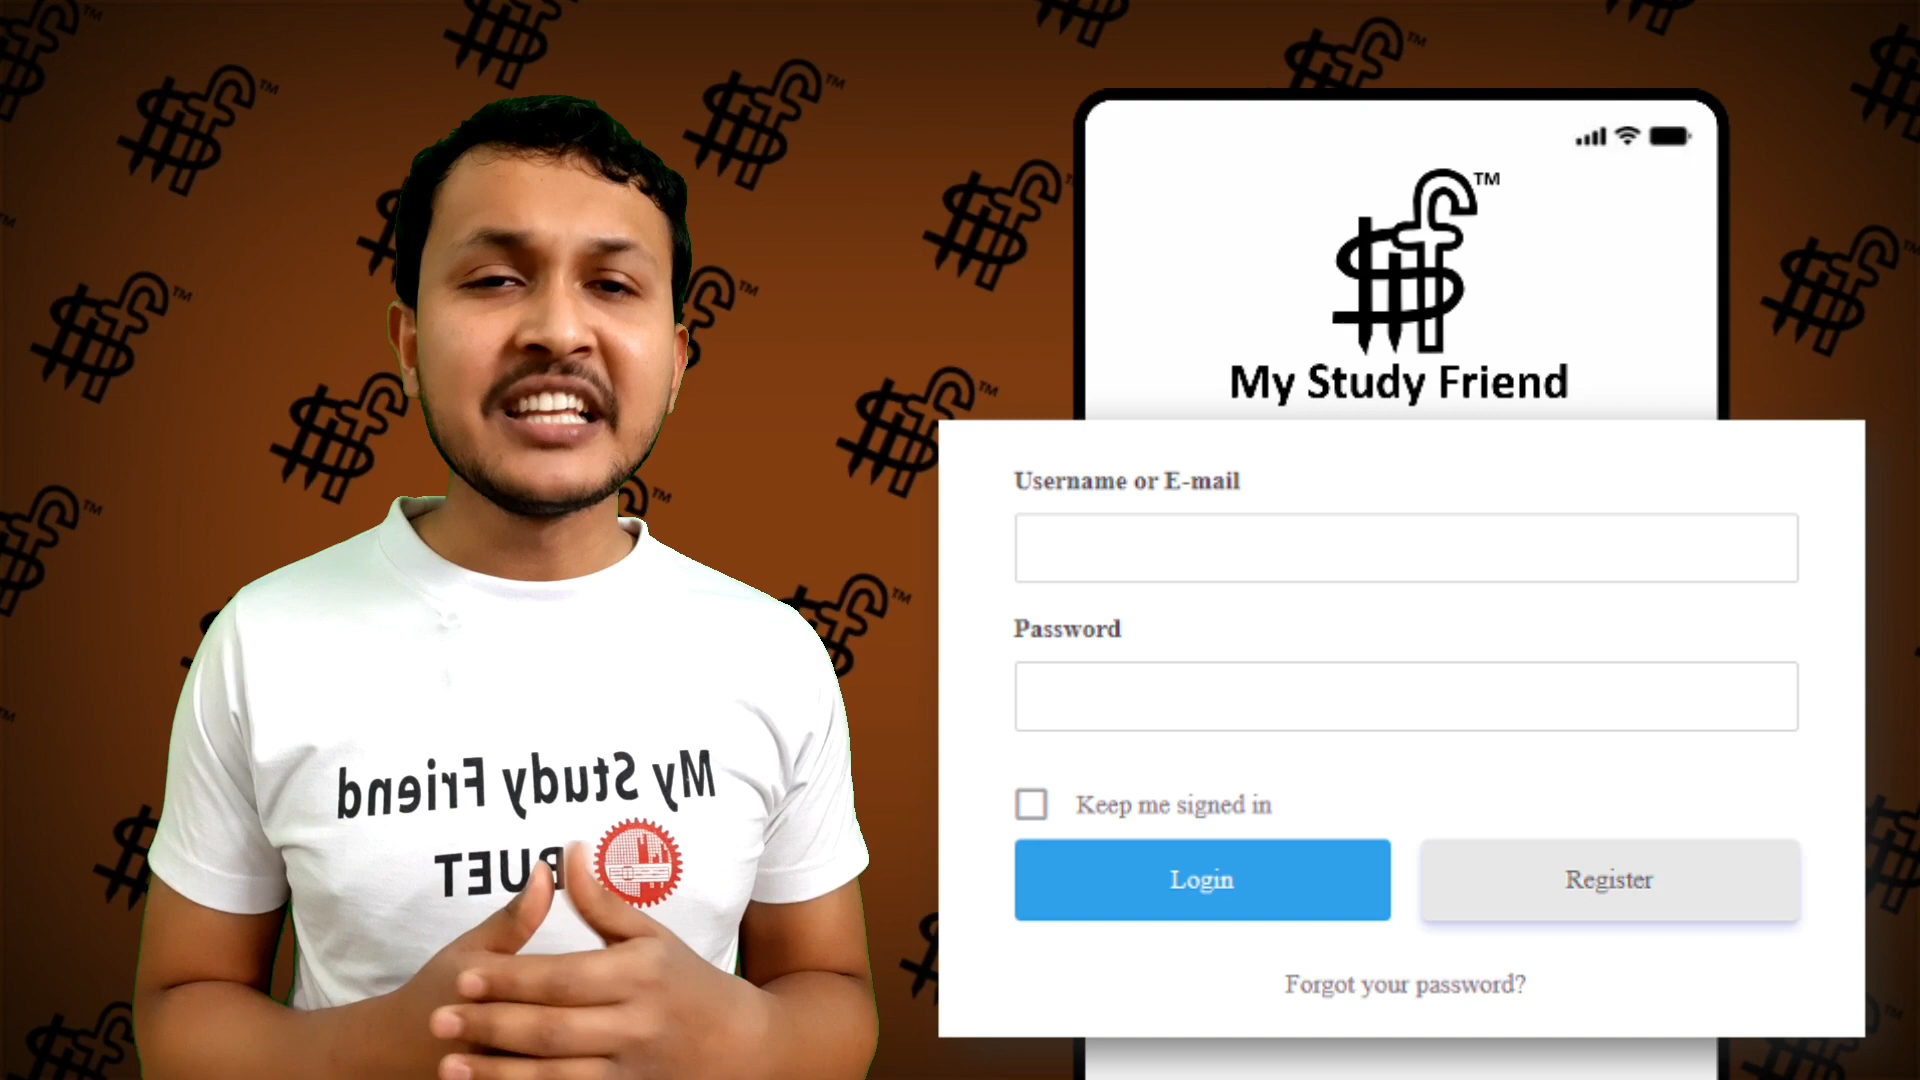 TM
My Study Friend
Username or E-mail
Password
Keep me signed in
Login
Register
Forgot your password?
My Study Friend
BUET